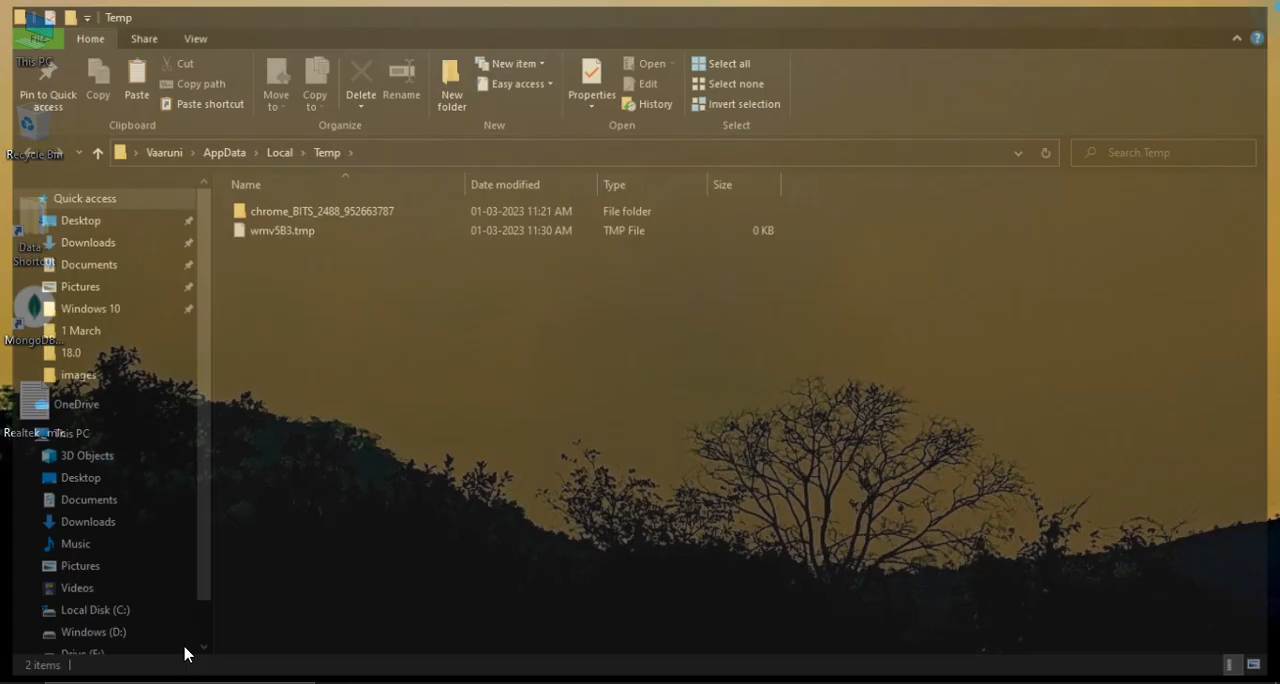 Temp
File
Home
Share
View
This PC
Pin to Quick access
Copy
Paste
Cut
Copy path
Paste shortcut
Clipboard
Move to
Copy to
Delete
Rename
Organize
New folder
New item
Easy access
New
Properties
Open
Edit
History
Open
Select all
Select none
Invert selection
Select
Recycle Bin
Vaaruni > AppData > Local > Temp >
Search Temp
Name
Date modified
Type
Size
chrome_BITS_2488_952663787 01-03-2023 11:21 AM File folder
wmv5B3.tmp 01-03-2023 11:30 AM TMP File 0 KB
Quick access
Desktop
Downloads
Data
Shortcut
Documents
Pictures
Windows 10
1 March
MongoDB...
18.0
images
OneDrive
This PC
3D Objects
Desktop
Documents
Downloads
Music
Pictures
Videos
Local Disk (C:)
Windows (D:)
2 items